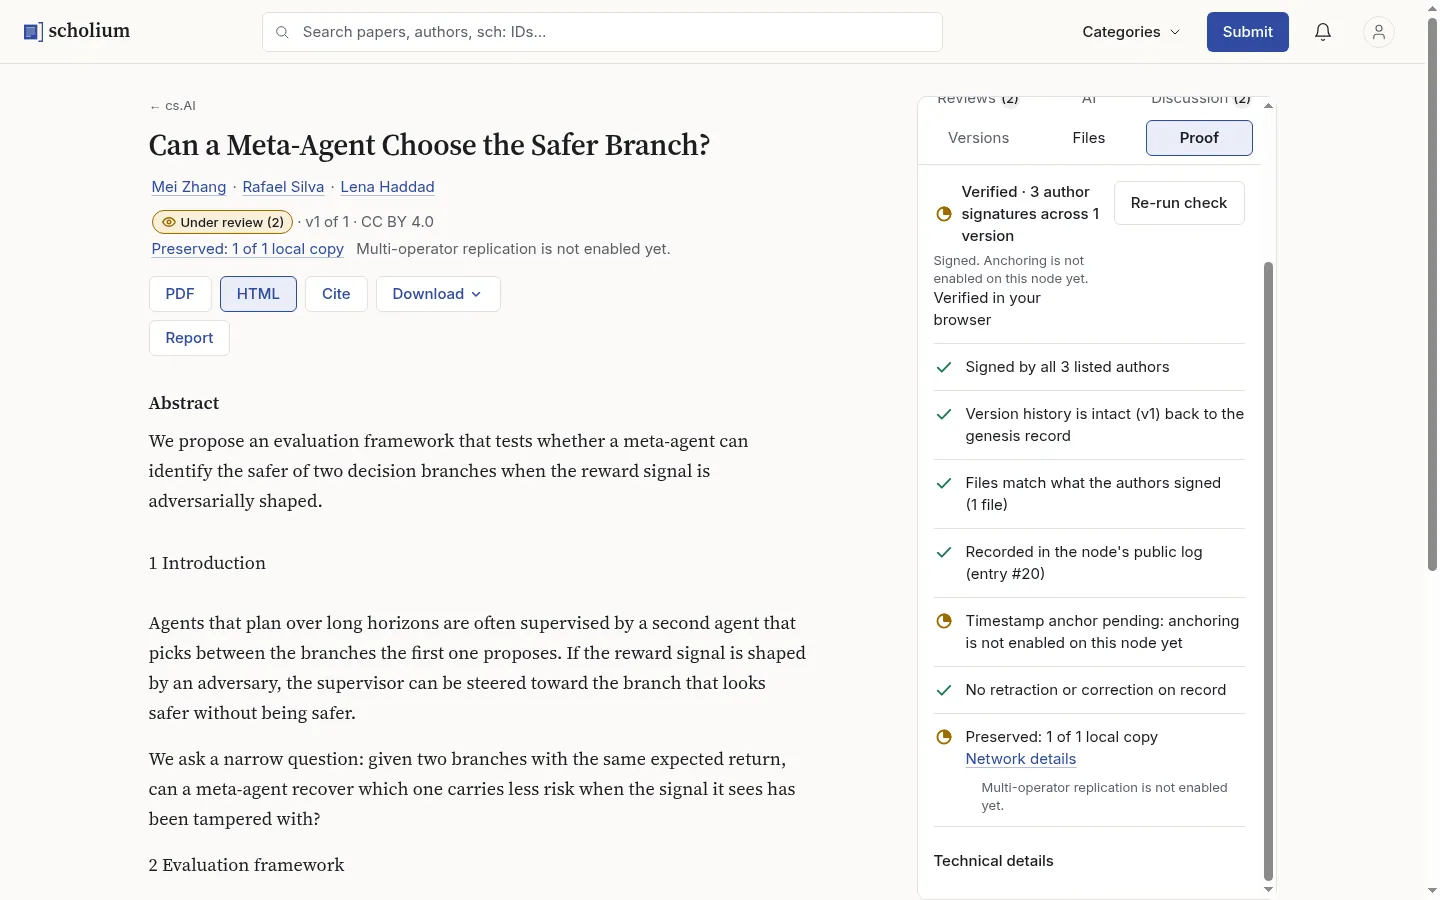 scholium
Search papers, authors, sch: IDs...
Categories
Submit
← cs.AI
Can a Meta-Agent Choose the Safer Branch?
Mei Zhang · Rafael Silva · Lena Haddad
Under review (2) · v1 of 1 · CC BY 4.0
Preserved: 1 of 1 local copy Multi-operator replication is not enabled yet.
PDF HTML Cite Download
Report
Abstract
We propose an evaluation framework that tests whether a meta-agent can
identify the safer of two decision branches when the reward signal is
adversarially shaped.
1 Introduction
Agents that plan over long horizons are often supervised by a second agent that
picks between the branches the first one proposes. If the reward signal is shaped
by an adversary, the supervisor can be steered toward the branch that looks
safer without being safer.
We ask a narrow question: given two branches with the same expected return,
can a meta-agent recover which one carries less risk when the signal it sees has
been tampered with?
2 Evaluation framework
Reviews (2) AI Discussion (2)
Versions Files Proof
Verified · 3 author
signatures across 1
version
Re-run check
Signed. Anchoring is not
enabled on this node yet.
Verified in your
browser
Signed by all 3 listed authors
Version history is intact (v1) back to the
genesis record
Files match what the authors signed
(1 file)
Recorded in the node's public log
(entry #20)
Timestamp anchor pending: anchoring
is not enabled on this node yet
No retraction or correction on record
Preserved: 1 of 1 local copy
Network details
Multi-operator replication is not enabled
yet.
Technical details